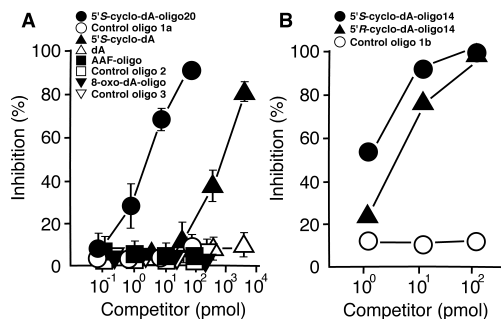 A
5'S-cyclo-dA-oligo20
Control oligo 1a
5'S-cyclo-dA
dA
AAF-oligo
Control oligo 2
8-oxo-dA-oligo
Control oligo 3
Inhibition (%)
100
80
60
40
20
0
10-1 100 101 102 103 104
Competitor (pmol)
B
5'S-cyclo-dA-oligo14
5'R-cyclo-dA-oligo14
Control oligo 1b
Inhibition (%)
100
80
60
40
20
0
100 101 102
Competitor (pmol)